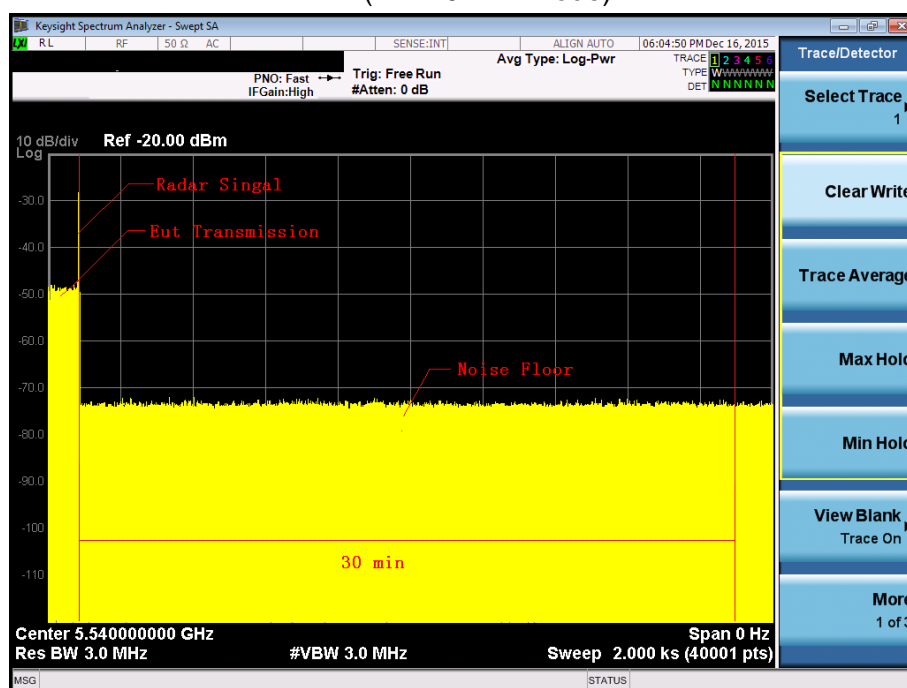 Keysight Spectrum Analyzer - Swept SA
LXI RL RF 50 Ω AC SENSE:INT ALIGN AUTO 06:04:50 PM Dec 16, 2015
Avg Type: Log-Pwr TRACE 1 2 3 4 5 6
PNO: Fast Trig: Free Run TYPE WWWWWW
IFGain:High #Atten: 0 dB DET N N N N N N
10 dB/div Ref -20.00 dBm
Log
Radar Singal
-30.0
Eut Transmission
-40.0
-50.0
-60.0
Noise Floor
-70.0
-80.0
-90.0
-100
30 min
-110
Center 5.540000000 GHz Span 0 Hz
Res BW 3.0 MHz #VBW 3.0 MHz Sweep 2.000 ks (40001 pts)
MSG STATUS
Trace/Detector
Select Trace
1
Clear Write
Trace Average
Max Hold
Min Hold
View Blank
Trace On
More
1 of 3